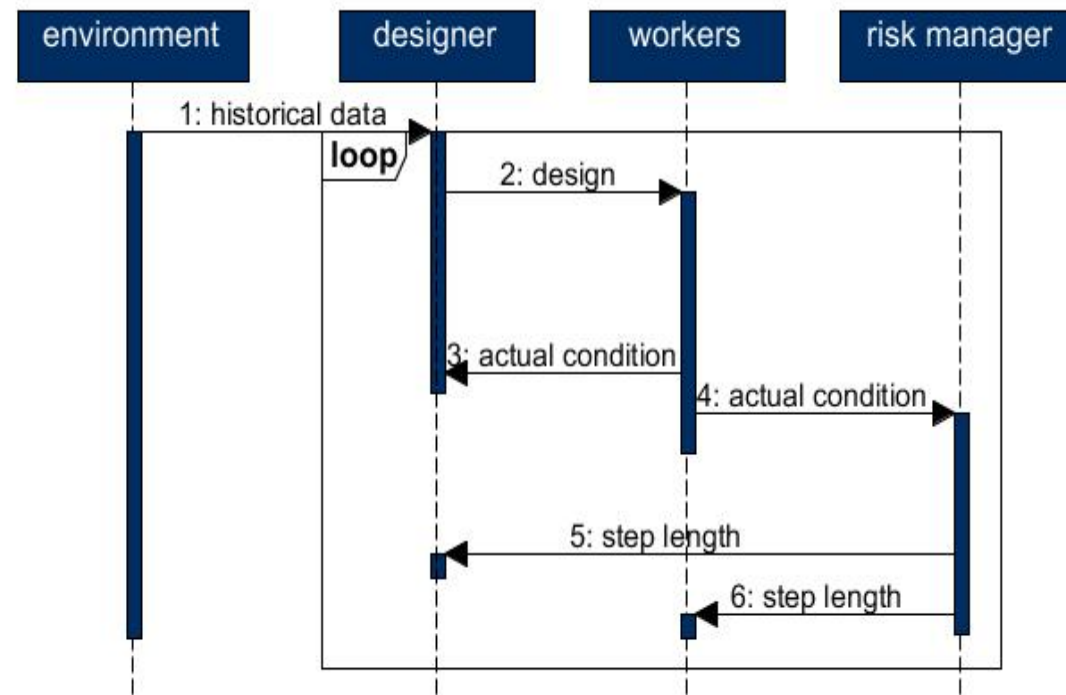 environment
designer
workers
risk manager
1: historical data
loop
2: design
3: actual condition
4: actual condition
5: step length
6: step length